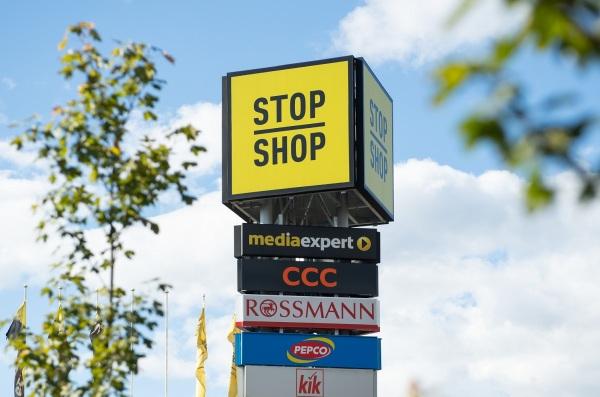 STOP
SHOP
STOP
SHOP
mediaexpert
CCC
ROSSMANN
PEPCO
kik